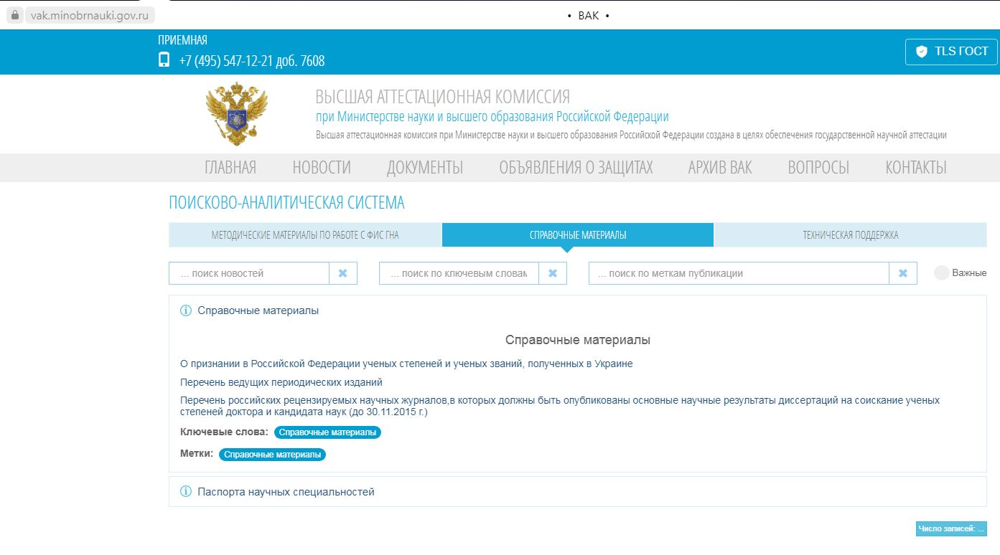 vak.minobrnauki.gov.ru
• ВАК •
ПРИЕМНАЯ
+7 (495) 547-12-21 доб. 7608
TLS ГОСТ
ВЫСШАЯ АТТЕСТАЦИОННАЯ КОМИССИЯ
при Министерстве науки и высшего образования Российской Федерации
Высшая аттестационная комиссия при Министерстве науки и высшего образования Российской Федерации создана в целях обеспечения государственной научной аттестации
ГЛАВНАЯ НОВОСТИ ДОКУМЕНТЫ ОБЪЯВЛЕНИЯ О ЗАЩИТАХ АРХИВ ВАК ВОПРОСЫ КОНТАКТЫ
ПОИСКОВО-АНАЛИТИЧЕСКАЯ СИСТЕМА
МЕТОДИЧЕСКИЕ МАТЕРИАЛЫ ПО РАБОТЕ С ФИС ГНА СПРАВОЧНЫЕ МАТЕРИАЛЫ ТЕХНИЧЕСКАЯ ПОДДЕРЖКА
... поиск новостей ... поиск по ключевым словам ... поиск по меткам публикации Важные
Справочные материалы
Справочные материалы
О признании в Российской Федерации ученых степеней и ученых званий, полученных в Украине
Перечень ведущих периодических изданий
Перечень российских рецензируемых научных журналов,в которых должны быть опубликованы основные научные результаты диссертаций на соискание ученых
степеней доктора и кандидата наук (до 30.11.2015 г.)
Ключевые слова: Справочные материалы
Метки: Справочные материалы
Паспорта научных специальностей
Число записей: ...